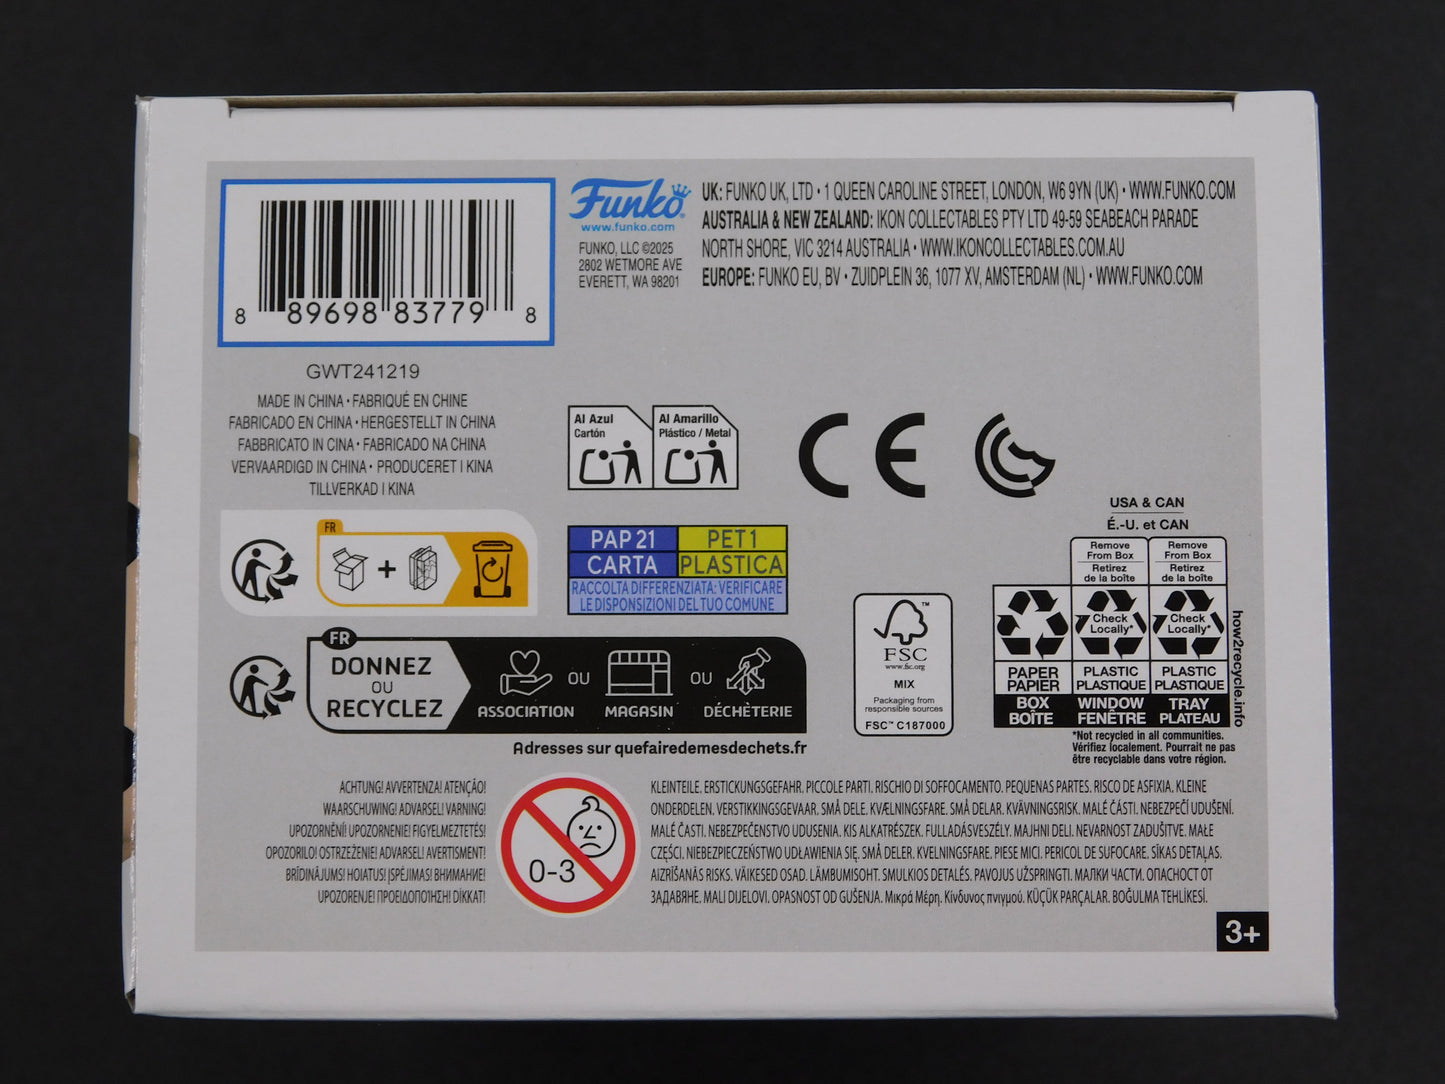 8 89698 83779 8
Funko
www.funko.com
FUNKO, LLC ©2025
2802 WETMORE AVE
EVERETT, WA 98201
UK: FUNKO UK, LTD • 1 QUEEN CAROLINE STREET, LONDON, W6 9YN (UK) • WWW.FUNKO.COM
AUSTRALIA & NEW ZEALAND: IKON COLLECTABLES PTY LTD 49-59 SEABEACH PARADE
NORTH SHORE, VIC 3214 AUSTRALIA • WWW.IKONCOLLECTABLES.COM.AU
EUROPE: FUNKO EU, BV • ZUIDPLEIN 36, 1077 XV, AMSTERDAM (NL) • WWW.FUNKO.COM
GWT241219
MADE IN CHINA • FABRIQUÉ EN CHINE
FABRICADO EN CHINA • HERGESTELLT IN CHINA
FABBRICATO IN CINA • FABRICADO NA CHINA
VERVAARDIGD IN CHINA • PRODUCERET I KINA
TILLVERKAD I KINA
Al Azul
Cartón
Al Amarillo
Plástico / Metal
CE
FR
+
PAP 21
PET1
CARTA
PLASTICA
RACCOLTA DIFFERENZIATA: VERIFICARE
LE DISPONSIZIONI DEL TUO COMUNE
FR
DONNEZ
OU
RECYCLEZ
ASSOCIATION
OU
MAGASIN
OU
DÉCHÈTERIE
Adresses sur quefairedemesdechets.fr
™
FSC
www.fsc.org
MIX
Packaging from
responsible sources
FSC™ C187000
USA & CAN
É.-U. et CAN
Remove
From Box
Retirez
de la boîte
Remove
From Box
Retirez
de la boîte
Check
Locally*
Check
Locally*
PAPER
PAPIER
PLASTIC
PLASTIQUE
PLASTIC
PLASTIQUE
BOX
BOÎTE
WINDOW
FENÊTRE
TRAY
PLATEAU
how2recycle.info
*Not recycled in all communities.
Vérifiez localement. Pourrait ne pas
être recyclable dans votre région.
ACHTUNG! AVVERTENZA! ATENÇÃO!
WAARSCHUWING! ADVARSEL! VARNING!
UPOZORNĚNÍ! UPOZORNENIE! FIGYELMEZTETÉS!
OPOZORILO! OSTRZEŻENIE! ADVARSEL! AVERTISMENT!
BRĪDINĀJUMS! HOIATUS! ĮSPĖJIMAS! ВНИМАНИЕ!
UPOZORENJE! ΠΡΟΕΙΔΟΠΟΊΗΣΗ! DİKKAT!
0-3
KLEINTEILE. ERSTICKUNGSGEFAHR. PICCOLE PARTI. RISCHIO DI SOFFOCAMENTO. PEQUENAS PARTES. RISCO DE ASFIXIA, KLEINE
ONDERDELEN. VERSTIKKINGSGEVAAR. SMÅ DELE. KVÆLNINGSFARE. SMÅ DELAR. KVÄVNINGSRISK. MALÉ ČÁSTI. NEBEZPEČÍ UDUŠENÍ.
MALÉ ČASTI. NEBEZPEČENSTVO UDUSENIA. KIS ALKATRÉSZEK. FULLADÁSVESZÉLY. MAJHNI DELI. NEVARNOST ZADUŠITVE. MAŁE
CZĘŚCI. NIEBEZPIECZEŃSTWO UDŁAWIENIA SIĘ. SMÅ DELER. KVELNINGSFARE. PIESE MICI. PERICOL DE SUFOCARE. SĪKAS DETAĻAS.
AIZRĪŠANĀS RISKS. VÄIKESED OSAD. LÄMBUMISOHT. SMULKIOS DETALĖS. PAVOJUS UŽSPRINGTI. МАЛКИ ЧАСТИ. ОПАСНОСТ ОТ
ЗАДАВЯНЕ. MALI DIJELOVI. OPASNOST OD GUŠENJA. Μικρά Μέρη. Κίνδυνος πνιγμού. KÜÇÜK PARÇALAR. BOĞULMA TEHLİKESİ.
3+